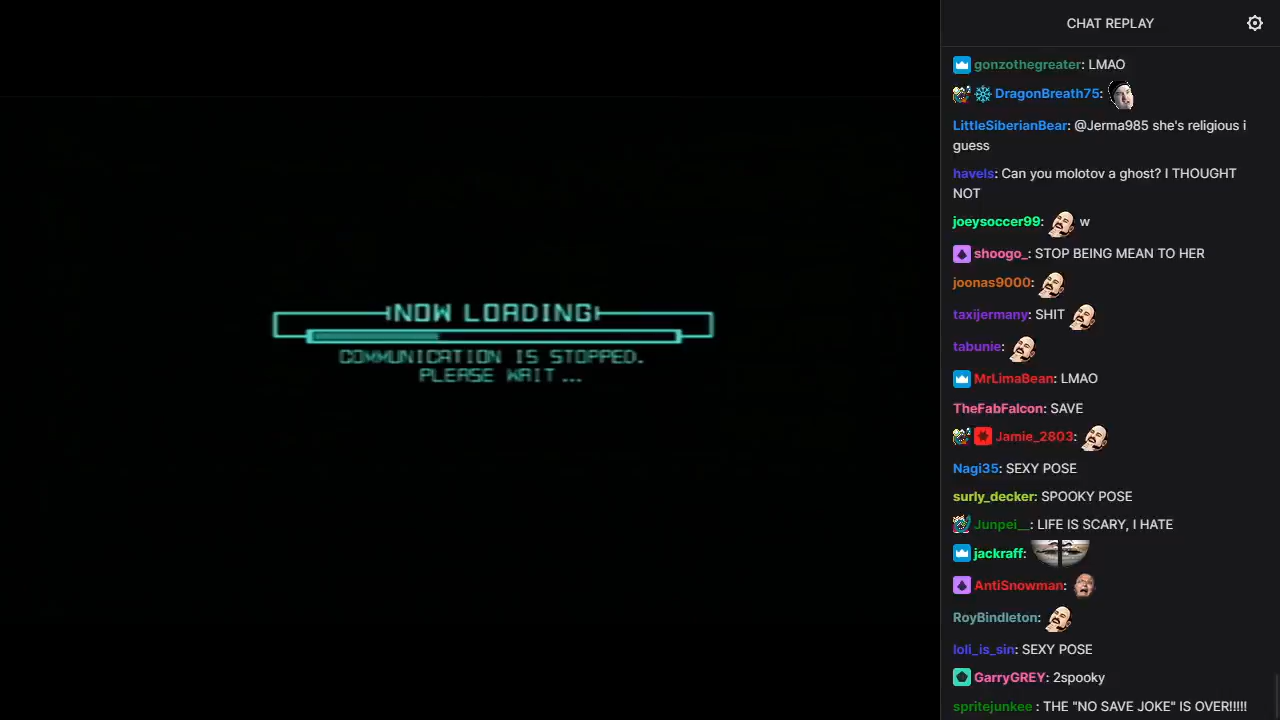 NOW LOADING
COMMUNICATION IS STOPPED.
PLEASE WAIT ...
CHAT REPLAY
gonzothegreater: LMAO
DragonBreath75:
LittleSiberianBear: @Jerma985 she's religious i
guess
havels: Can you molotov a ghost? I THOUGHT
NOT
joeysoccer99: w
shoogo_: STOP BEING MEAN TO HER
joonas9000:
taxijermany: SHIT
tabunie:
MrLimaBean: LMAO
TheFabFalcon: SAVE
Jamie_2803:
Nagi35: SEXY POSE
surly_decker: SPOOKY POSE
Junpei__: LIFE IS SCARY, I HATE
jackraff:
AntiSnowman:
RoyBindleton:
loli_is_sin: SEXY POSE
GarryGREY: 2spooky
spritejunkee : THE "NO SAVE JOKE" IS OVER!!!!!